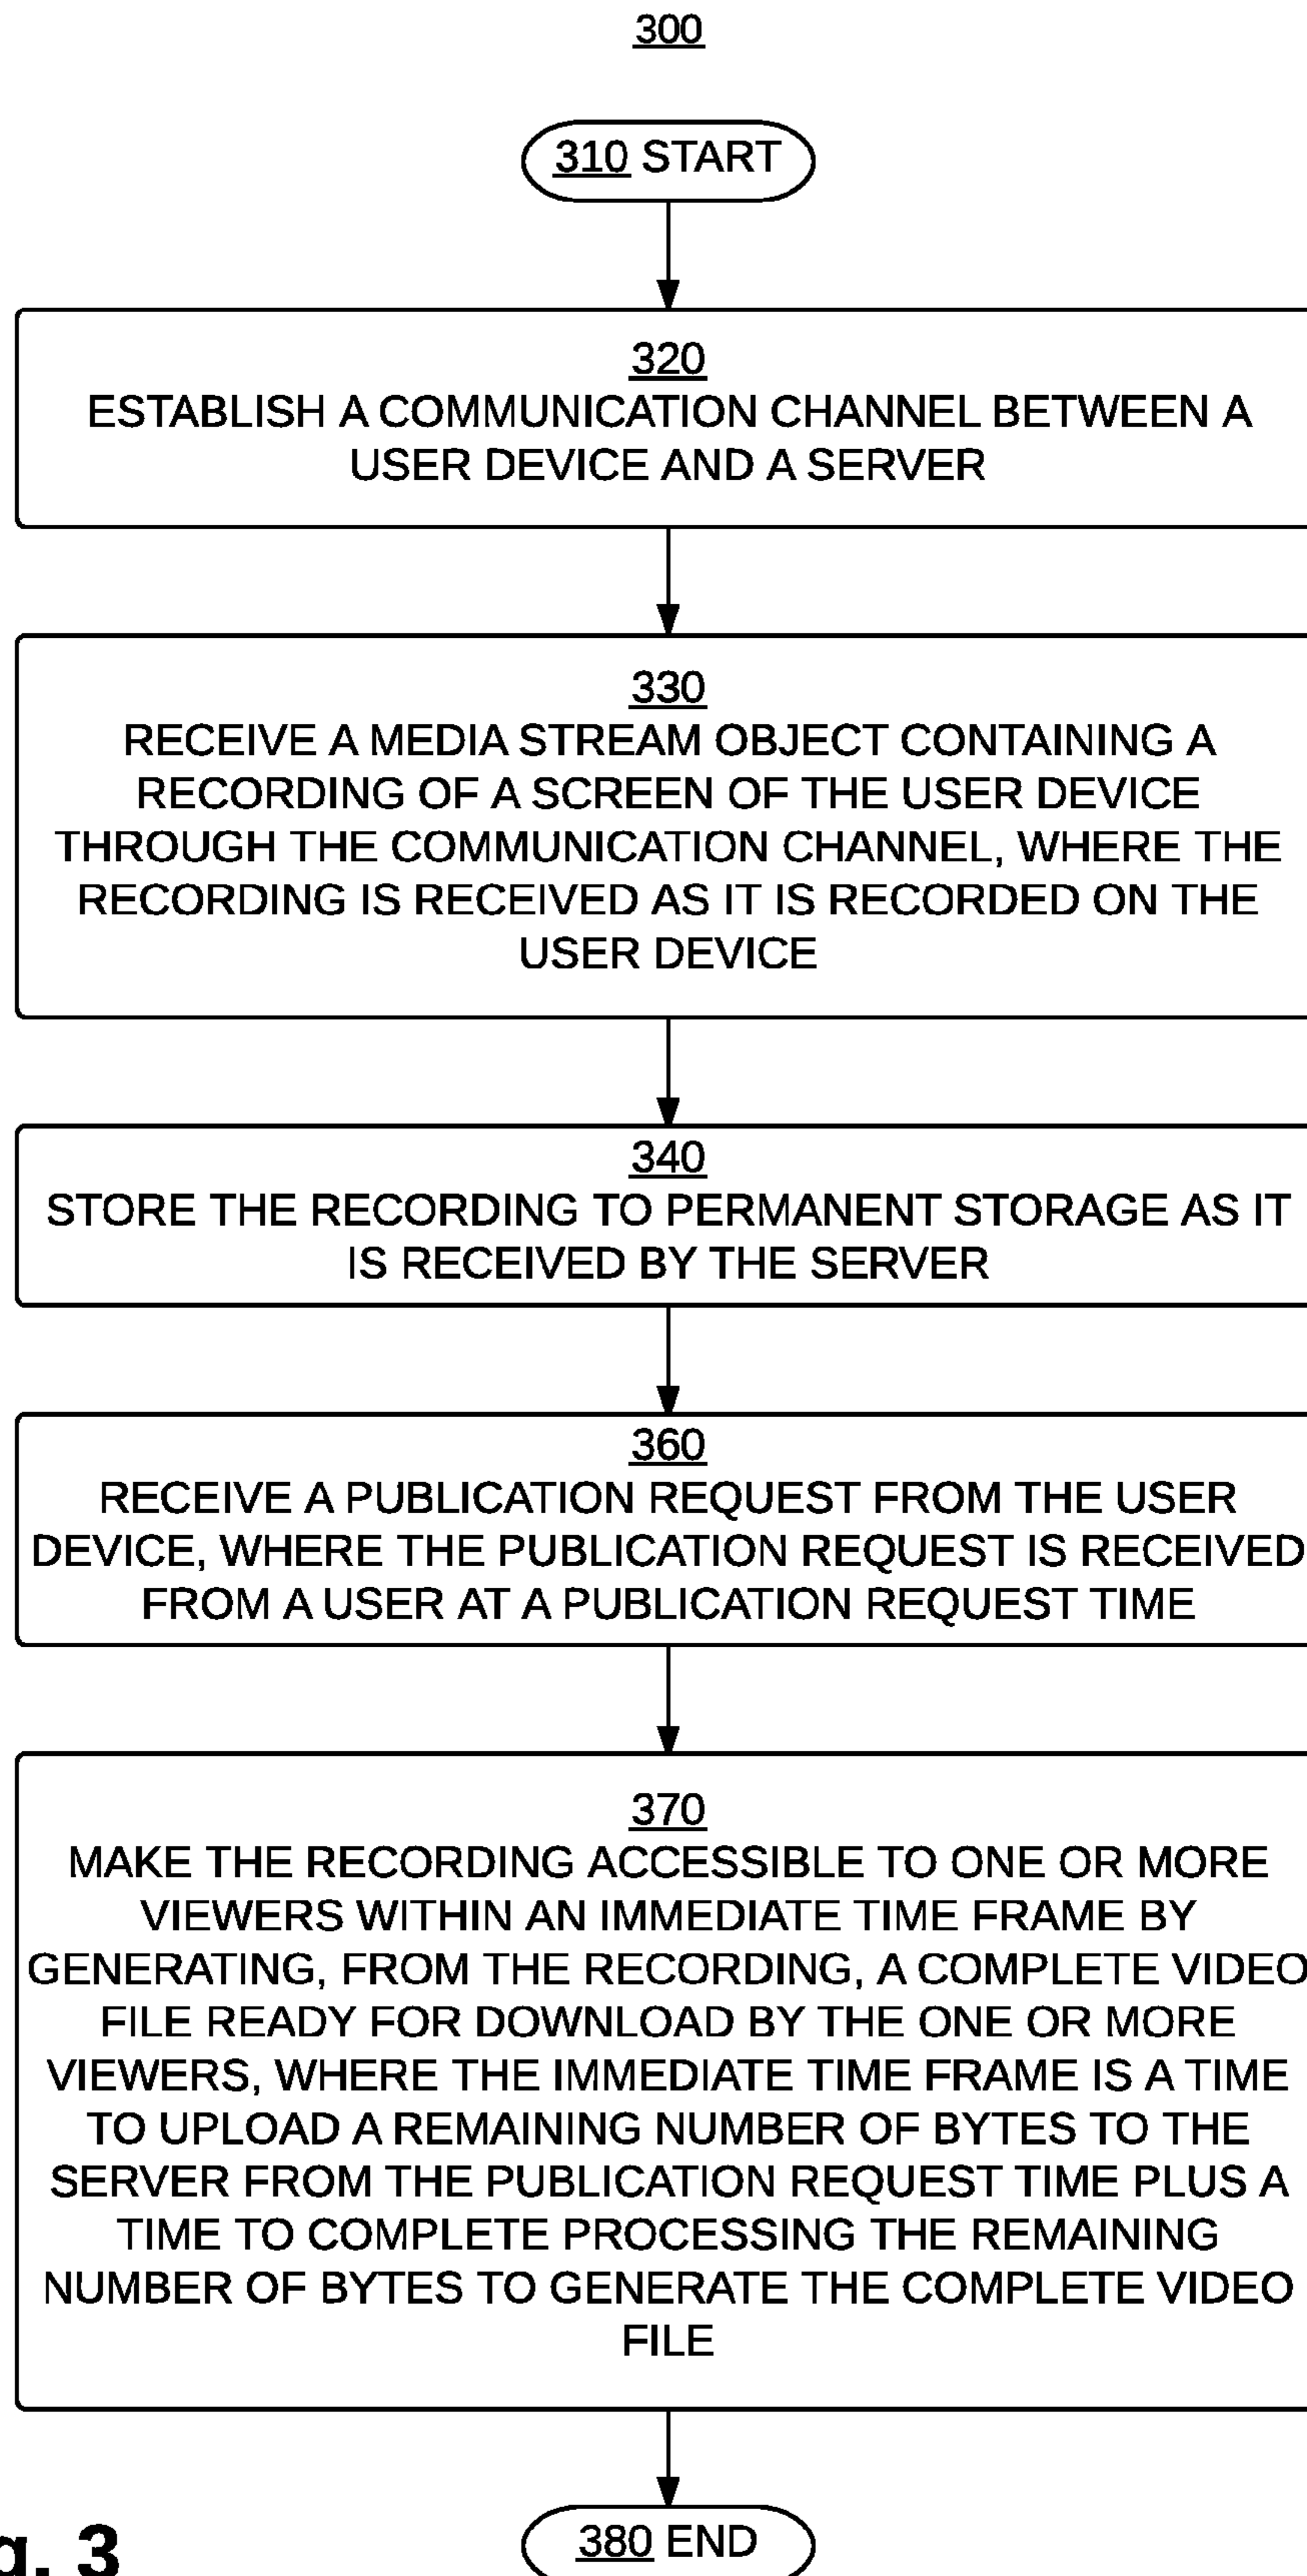 300
310 START
320
ESTABLISH A COMMUNICATION CHANNEL BETWEEN A
USER DEVICE AND A SERVER
330
RECEIVE A MEDIA STREAM OBJECT CONTAINING A
RECORDING OF A SCREEN OF THE USER DEVICE
THROUGH THE COMMUNICATION CHANNEL, WHERE THE
RECORDING IS RECEIVED AS IT IS RECORDED ON THE
USER DEVICE
340
STORE THE RECORDING TO PERMANENT STORAGE AS IT
IS RECEIVED BY THE SERVER
360
RECEIVE A PUBLICATION REQUEST FROM THE USER
DEVICE, WHERE THE PUBLICATION REQUEST IS RECEIVED
FROM A USER AT A PUBLICATION REQUEST TIME
370
MAKE THE RECORDING ACCESSIBLE TO ONE OR MORE
VIEWERS WITHIN AN IMMEDIATE TIME FRAME BY
GENERATING, FROM THE RECORDING, A COMPLETE VIDEO
FILE READY FOR DOWNLOAD BY THE ONE OR MORE
VIEWERS, WHERE THE IMMEDIATE TIME FRAME IS A TIME
TO UPLOAD A REMAINING NUMBER OF BYTES TO THE
SERVER FROM THE PUBLICATION REQUEST TIME PLUS A
TIME TO COMPLETE PROCESSING THE REMAINING
NUMBER OF BYTES TO GENERATE THE COMPLETE VIDEO
FILE
380 END
g. 3